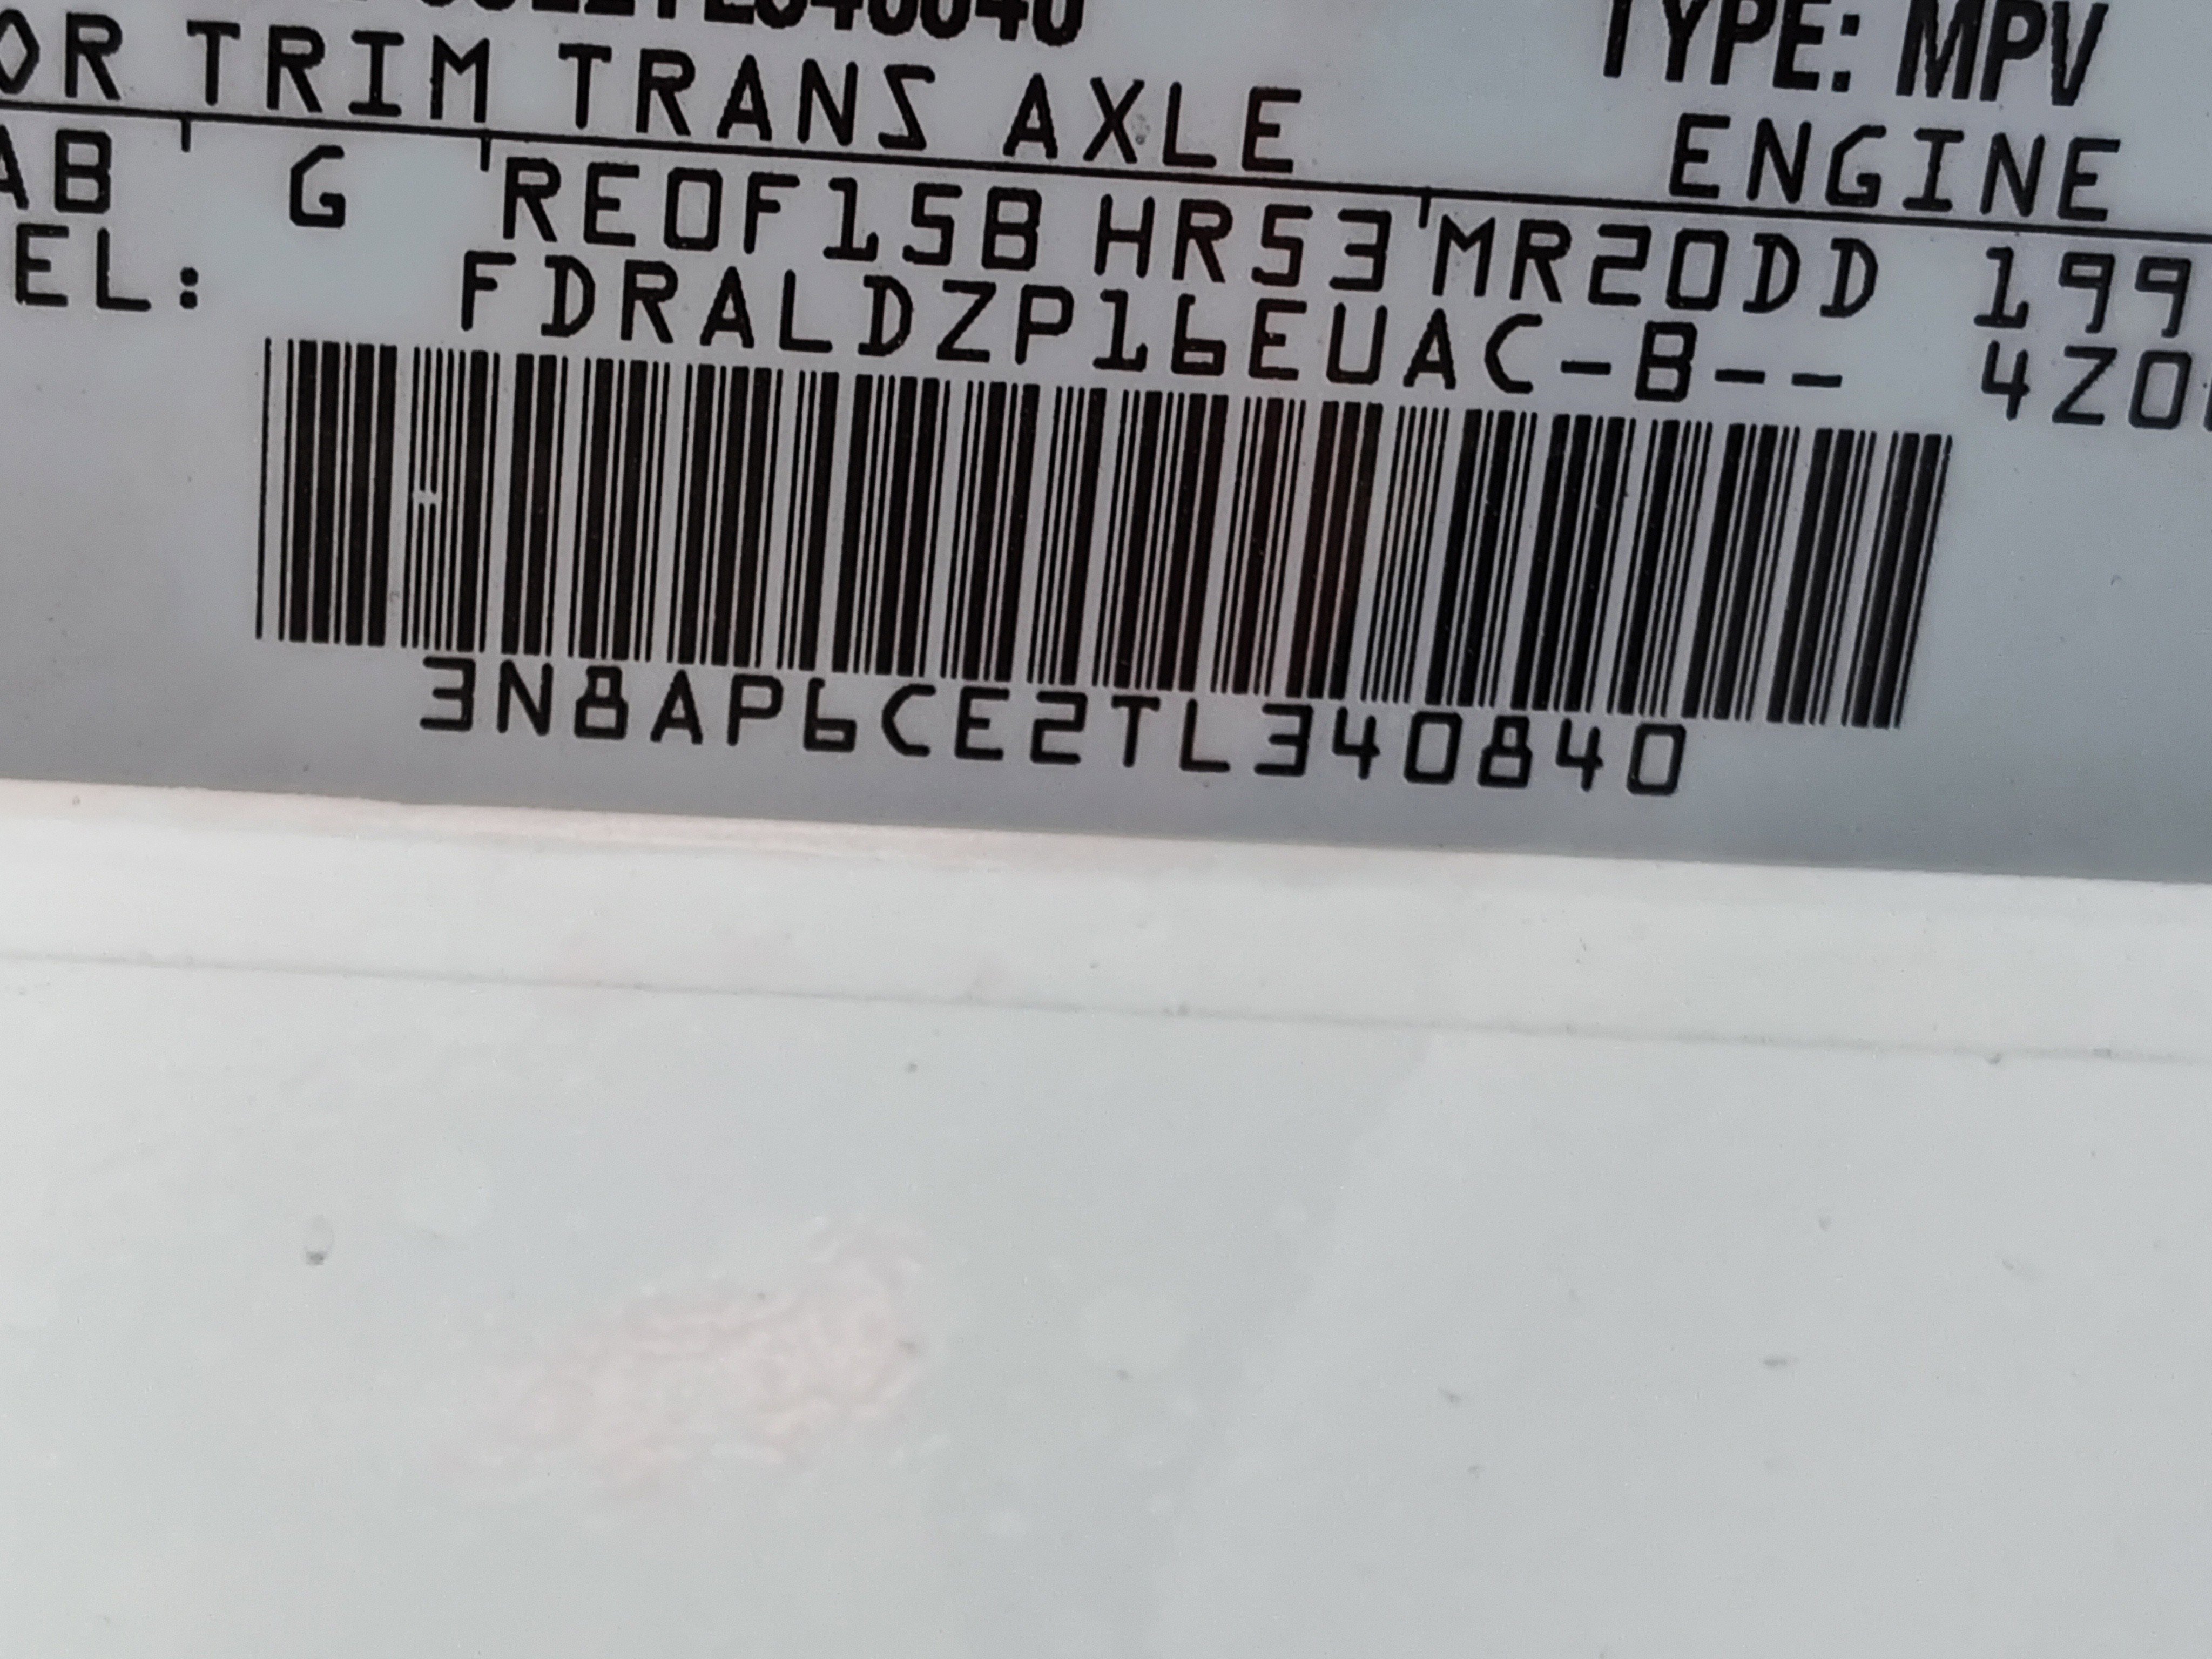 TYPE: MPV
OR TRIM TRANS AXLE ENGINE
AB G RE0F15B HR53 MR20DD 199
EL: FDRALDZP16EUAC-B-- 4Z0
3N8AP6CE2TL340840